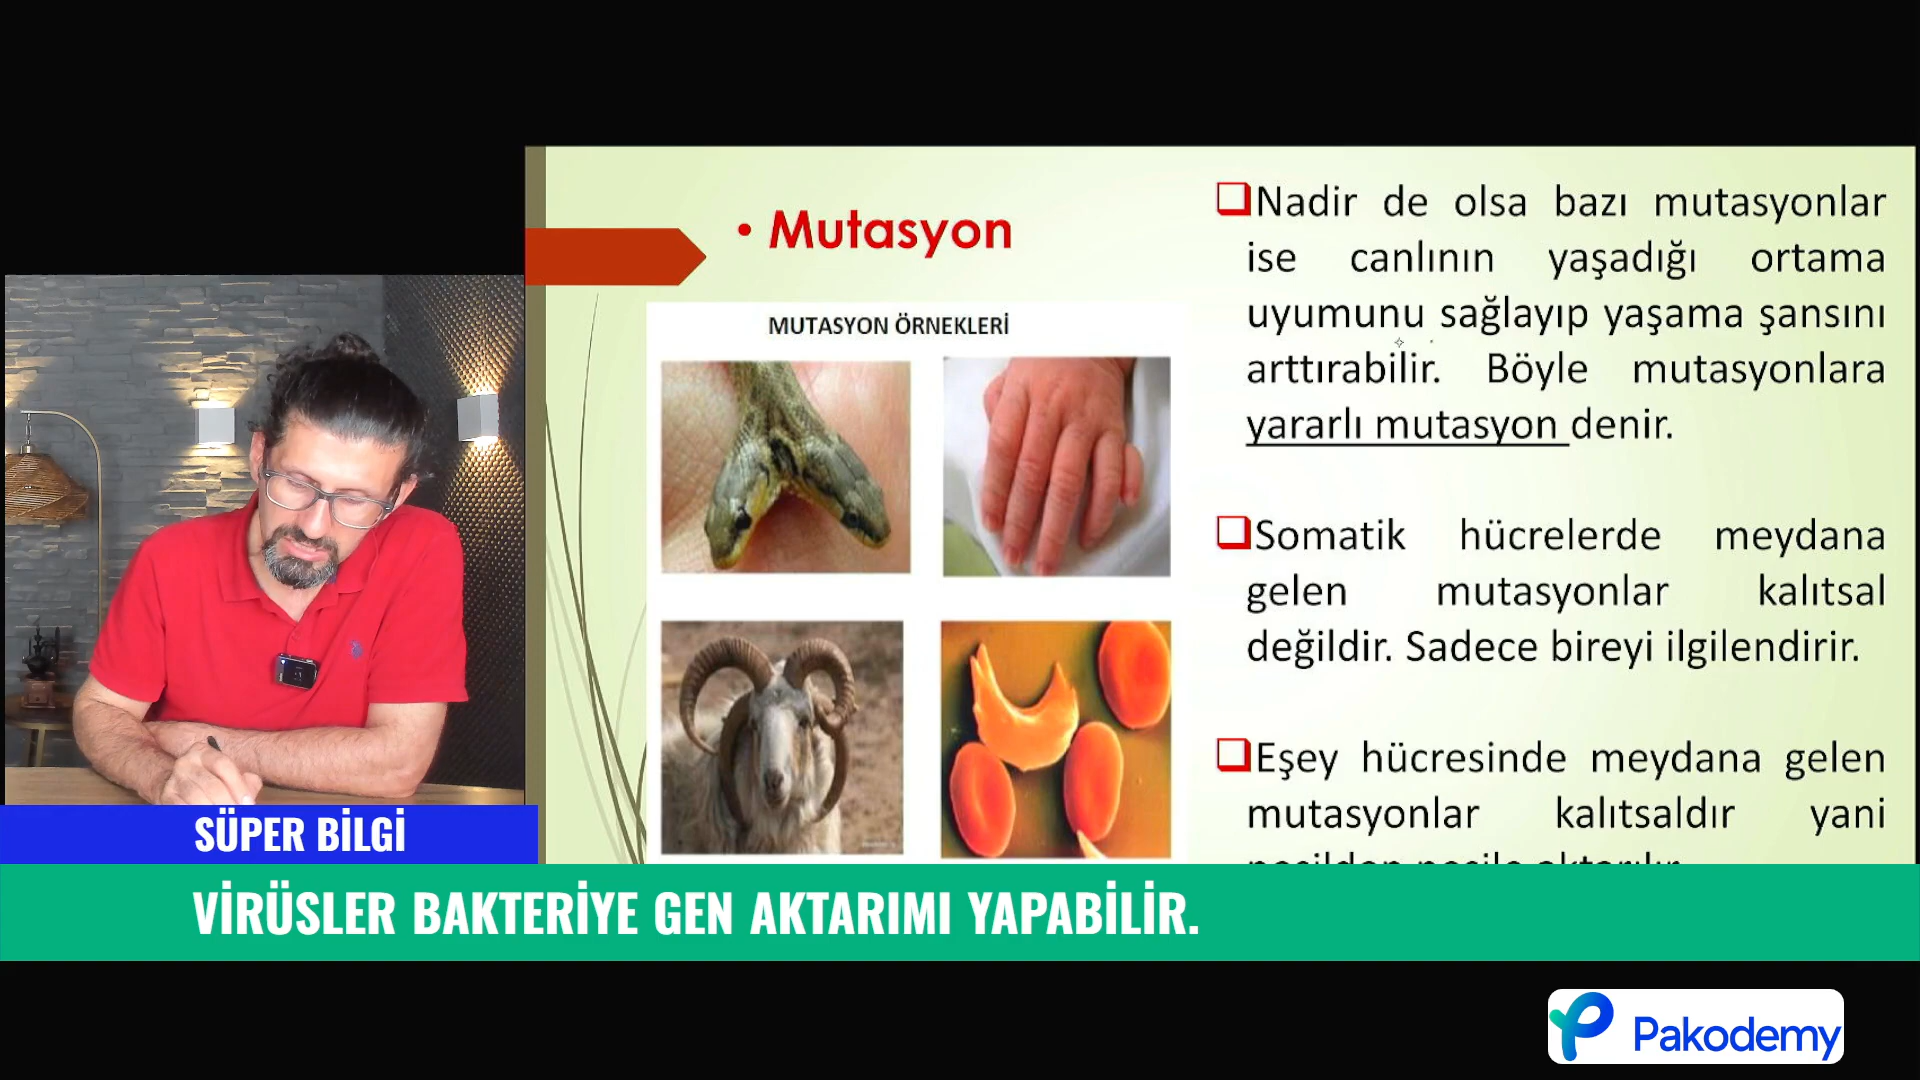 • Mutasyon
MUTASYON ÖRNEKLERİ
Nadir de olsa bazı mutasyonlar
ise canlının yaşadığı ortama
uyumunu sağlayıp yaşama şansını
arttırabilir. Böyle mutasyonlara
yararlı mutasyon denir.
Somatik hücrelerde meydana
gelen mutasyonlar kalıtsal
değildir. Sadece bireyi ilgilendirir.
Eşey hücresinde meydana gelen
mutasyonlar kalıtsaldır yani
SÜPER BİLGİ
VİRÜSLER BAKTERİYE GEN AKTARIMI YAPABİLİR.
Pakodemy